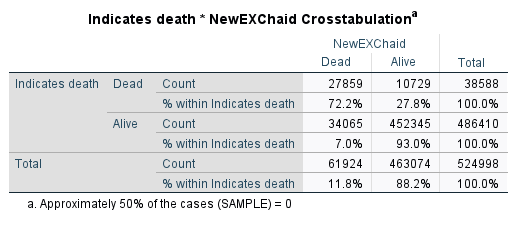 Indicates death * NewEXChaid Crosstabulationa
NewEXChaid
Dead Alive Total
Indicates death Dead Count 27859 10729 38588
% within Indicates death 72.2% 27.8% 100.0%
Alive Count 34065 452345 486410
% within Indicates death 7.0% 93.0% 100.0%
Total Count 61924 463074 524998
% within Indicates death 11.8% 88.2% 100.0%
a. Approximately 50% of the cases (SAMPLE) = 0